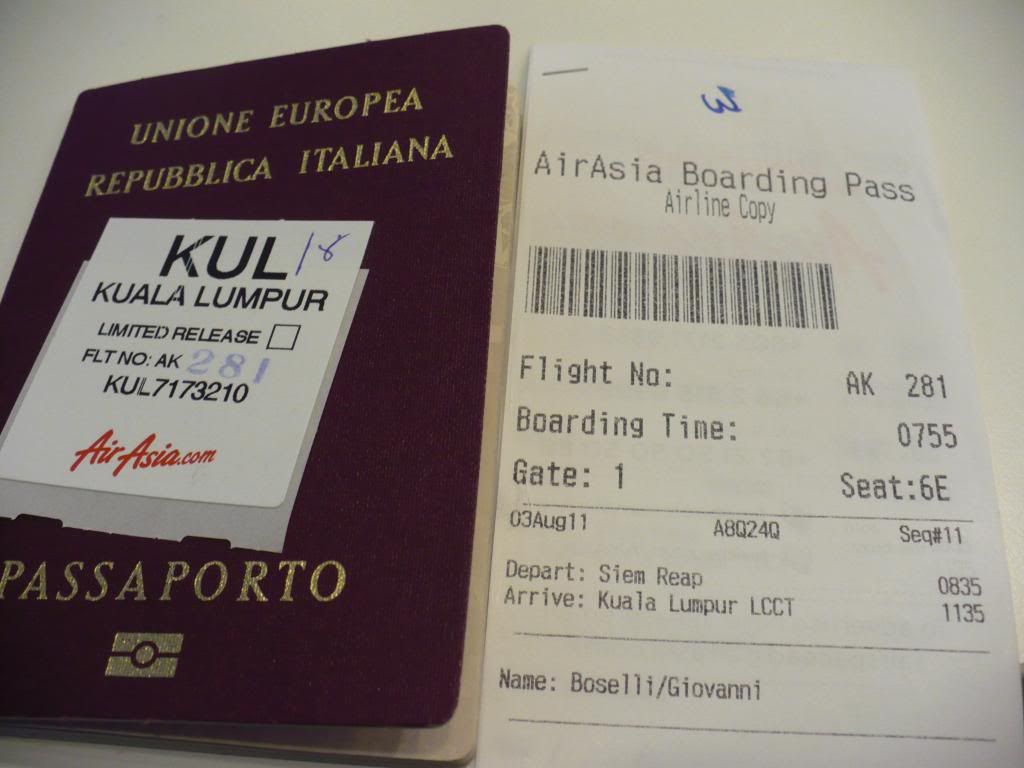 UNIONE EUROPEA
REPUBBLICA ITALIANA
KUL/18
KUALA LUMPUR
LIMITED RELEASE
FLT NO: AK 281
KUL7173210
AirAsia.com
PASSAPORTO
3
AirAsia Boarding Pass
Airline Copy
Flight No: AK 281
Boarding Time: 0755
Gate: 1 Seat:6E
03Aug11 A8Q24Q Seq#11
Depart: Siem Reap 0835
Arrive: Kuala Lumpur LCCT 1135
Name: Boselli/Giovanni